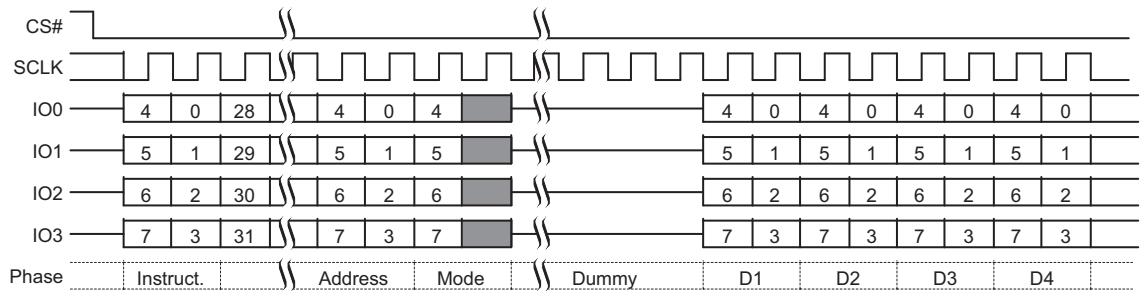 CS#
SCLK
IO0 4 0 28 4 0 4 4 0 4 0 4 0 4 0
IO1 5 1 29 5 1 5 5 1 5 1 5 1 5 1
IO2 6 2 30 6 2 6 6 2 6 2 6 2 6 2
IO3 7 3 31 7 3 7 7 3 7 3 7 3 7 3
Phase Instruct. Address Mode Dummy D1 D2 D3 D4